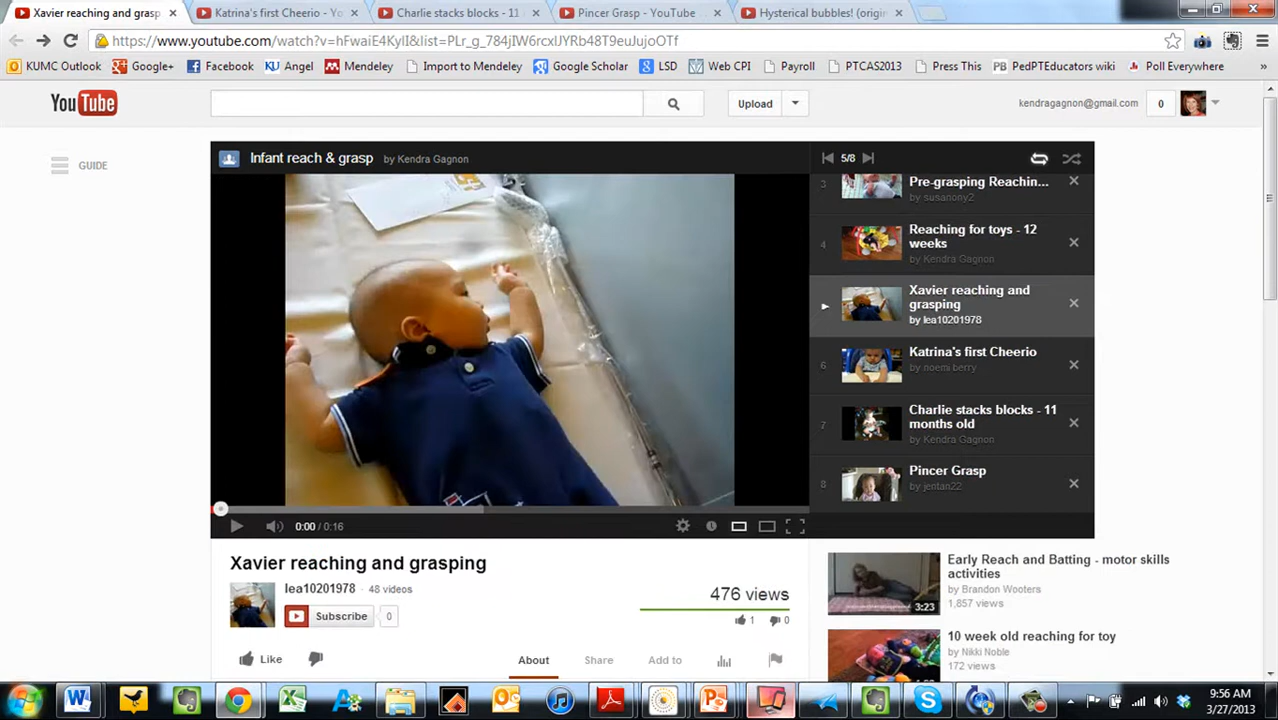 Xavier reaching and grasp
Katrina's first Cheerio - Yo
Charlie stacks blocks - 11
Pincer Grasp - YouTube
Hysterical bubbles! (origin
https://www.youtube.com/watch?v=hFwaiE4KylI&list=PLr_g_784jIW6rcxlJYRb48T9euJujoOTf
KUMC Outlook
Google+
Facebook
Angel
Mendeley
Import to Mendeley
Google Scholar
LSD
Web CPI
Payroll
PTCAS2013
Press This
PedPTEducators wiki
Poll Everywhere
»
YouTube
Upload
kendragagnon@gmail.com
0
GUIDE
Infant reach & grasp by Kendra Gagnon
5/8
3
Pre-grasping Reachin...
by susanony2
4
Reaching for toys - 12
weeks
by Kendra Gagnon
Xavier reaching and
grasping
by lea10201978
6
Katrina's first Cheerio
by noemi berry
7
Charlie stacks blocks - 11
months old
by Kendra Gagnon
8
Pincer Grasp
by jentan22
0:00 / 0:16
Xavier reaching and grasping
lea10201978 · 48 videos
Subscribe
0
476 views
1
0
Like
About
Share
Add to
3:23
Early Reach and Batting - motor skills
activities
by Brandon Wooters
1,857 views
10 week old reaching for toy
by Nikki Noble
172 views
9:56 AM
3/27/2013